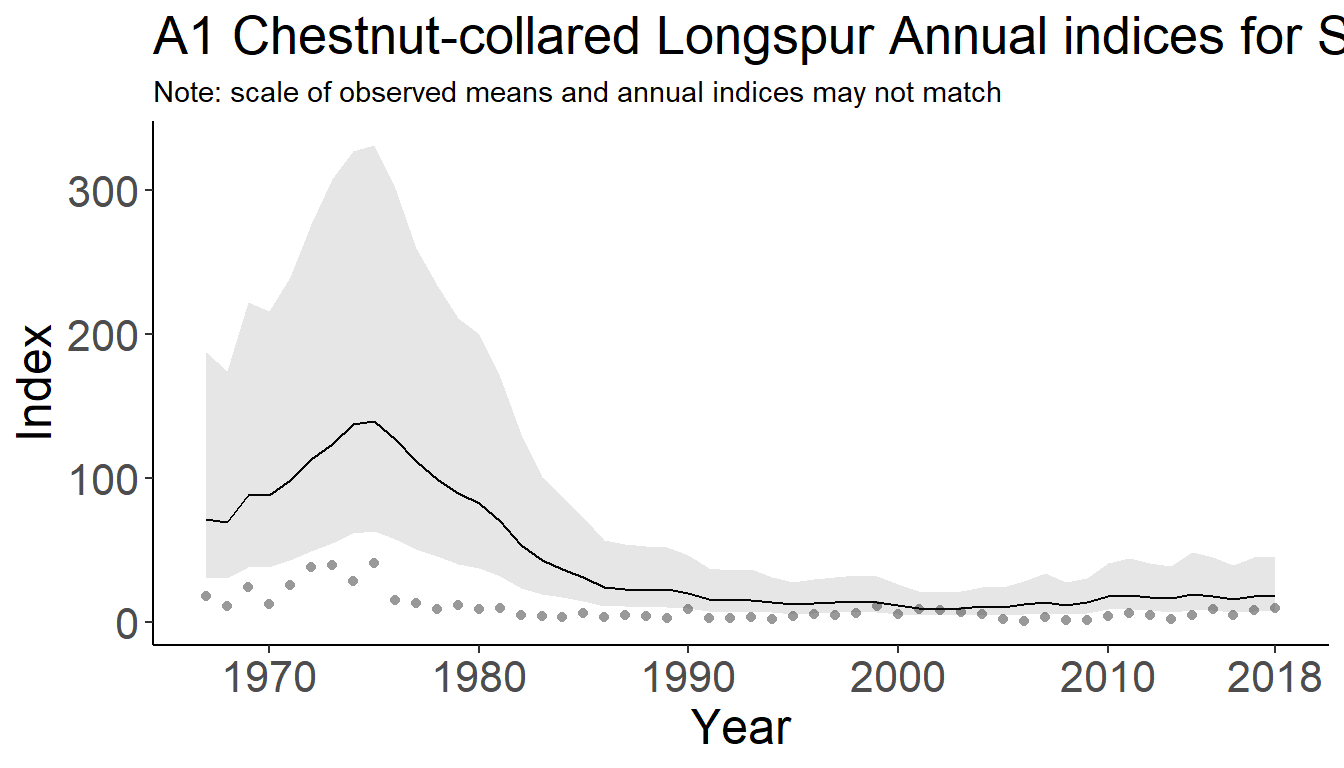 A1 Chestnut-collared Longspur Annual indices for S
Note: scale of observed means and annual indices may not match
300
200
100
0
Index
1970 1980 1990 2000 2010 2018
Year